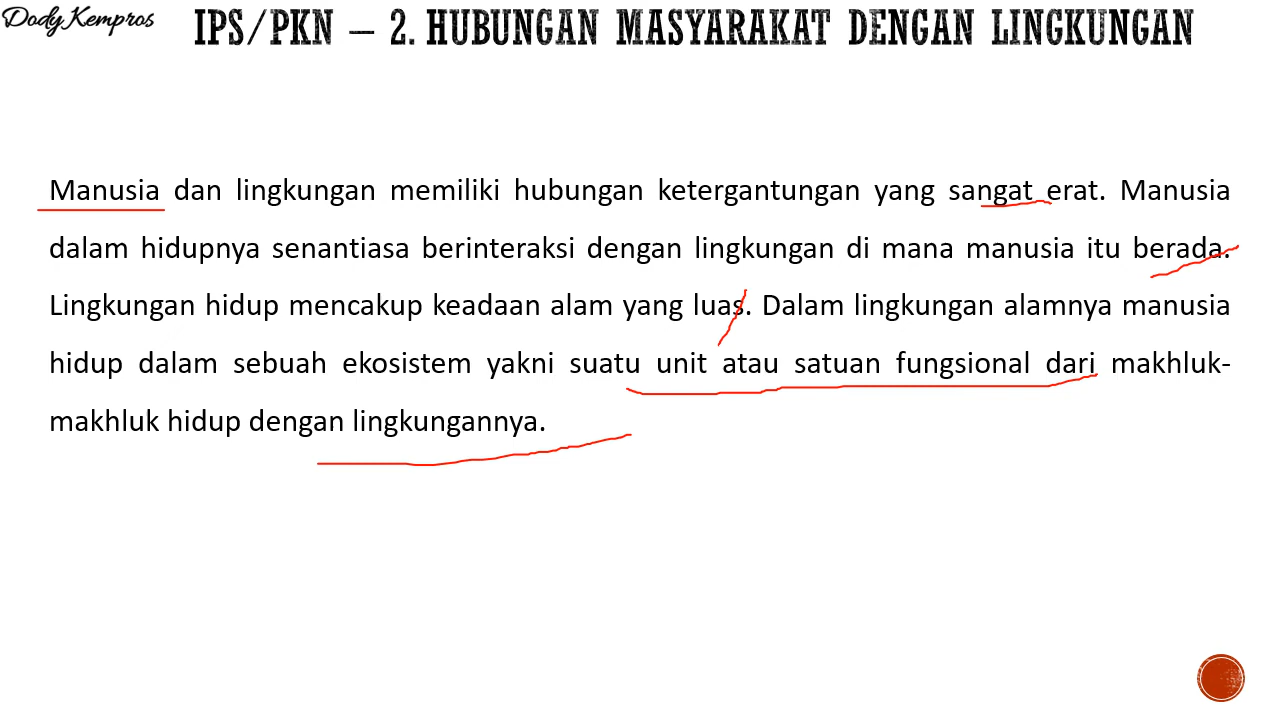 Dody Kempros
IPS/PKN – 2. HUBUNGAN MASYARAKAT DENGAN LINGKUNGAN
Manusia dan lingkungan memiliki hubungan ketergantungan yang sangat erat. Manusia
dalam hidupnya senantiasa berinteraksi dengan lingkungan di mana manusia itu berada.
Lingkungan hidup mencakup keadaan alam yang luas. Dalam lingkungan alamnya manusia
hidup dalam sebuah ekosistem yakni suatu unit atau satuan fungsional dari makhluk-
makhluk hidup dengan lingkungannya.